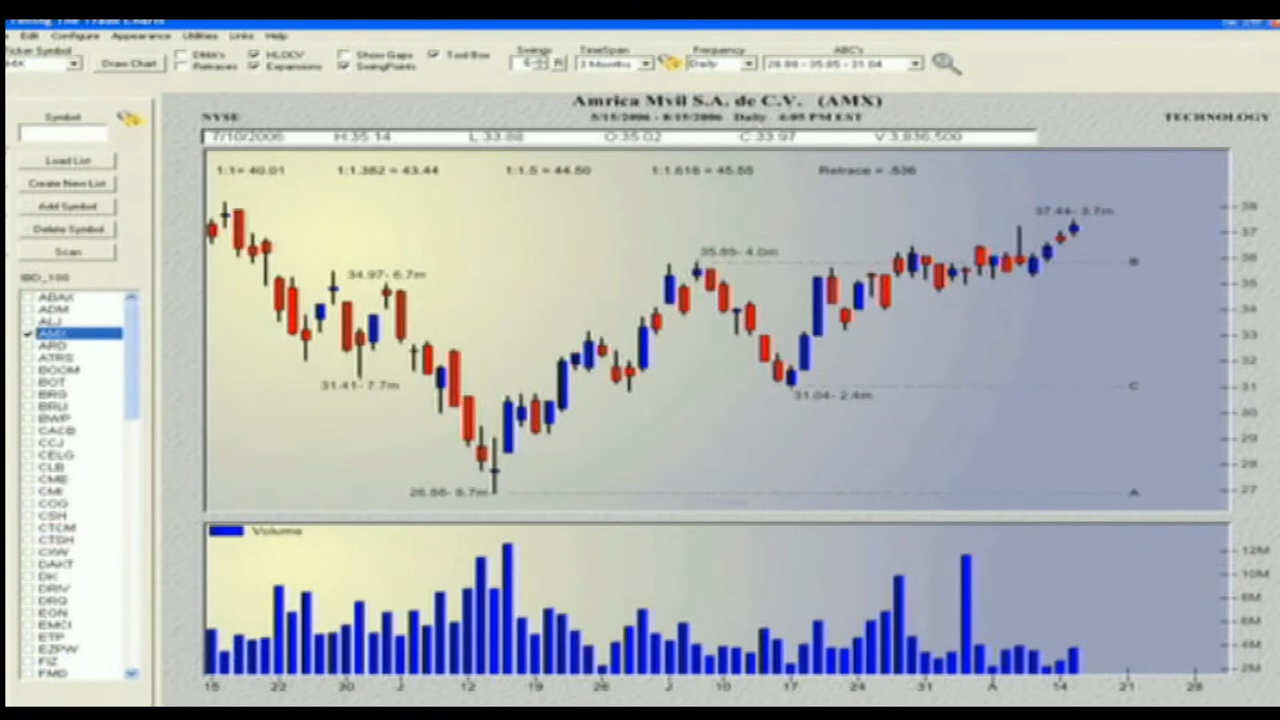 Edit Configure Appearance Utilities Links Help
Ticker Symbol
Draw Chart
Retraces
HLOCV
Expansions
Show Gaps
SwingPoints
Tool Box
Swings
TimeSpan
3 Months
Frequency
Daily
ABC's
26.88 - 35.85 - 31.04
Symbol
Load List
Create New List
Add Symbol
Delete Symbol
Scan
IBD_100
ABAX
ADM
ALJ
AMX
ARD
ATRS
BOOM
BOT
BRG
BRLI
BWP
CACB
CCJ
CELG
CLB
CME
CMI
COG
CSH
CTCM
CTSH
CXW
DAKT
DK
DRIV
DRQ
EGN
EMCI
ETP
EZPW
FIZ
FMD
Amrica Mvil S.A. de C.V. (AMX)
NYSE
5/15/2006 - 8/15/2006 Daily 4:05 PM EST
TECHNOLOGY
7/10/2006 H:35.14 L:33.88 O:35.02 C:33.97 V:3,836,500
1:1= 40.01 1:1.382 = 43.44 1:1.5 = 44.50 1:1.618 = 45.55 Retrace = .536
37.44- 3.7m
35.85- 4.0m
34.97- 6.7m
31.41- 7.7m
31.04- 2.4m
26.88- 8.7m
B
C
A
38
37
36
35
34
33
32
31
30
29
28
27
Volume
12M
10M
8M
6M
4M
2M
15 22 30 J 12 19 26 J 10 17 24 31 A 14 21 28